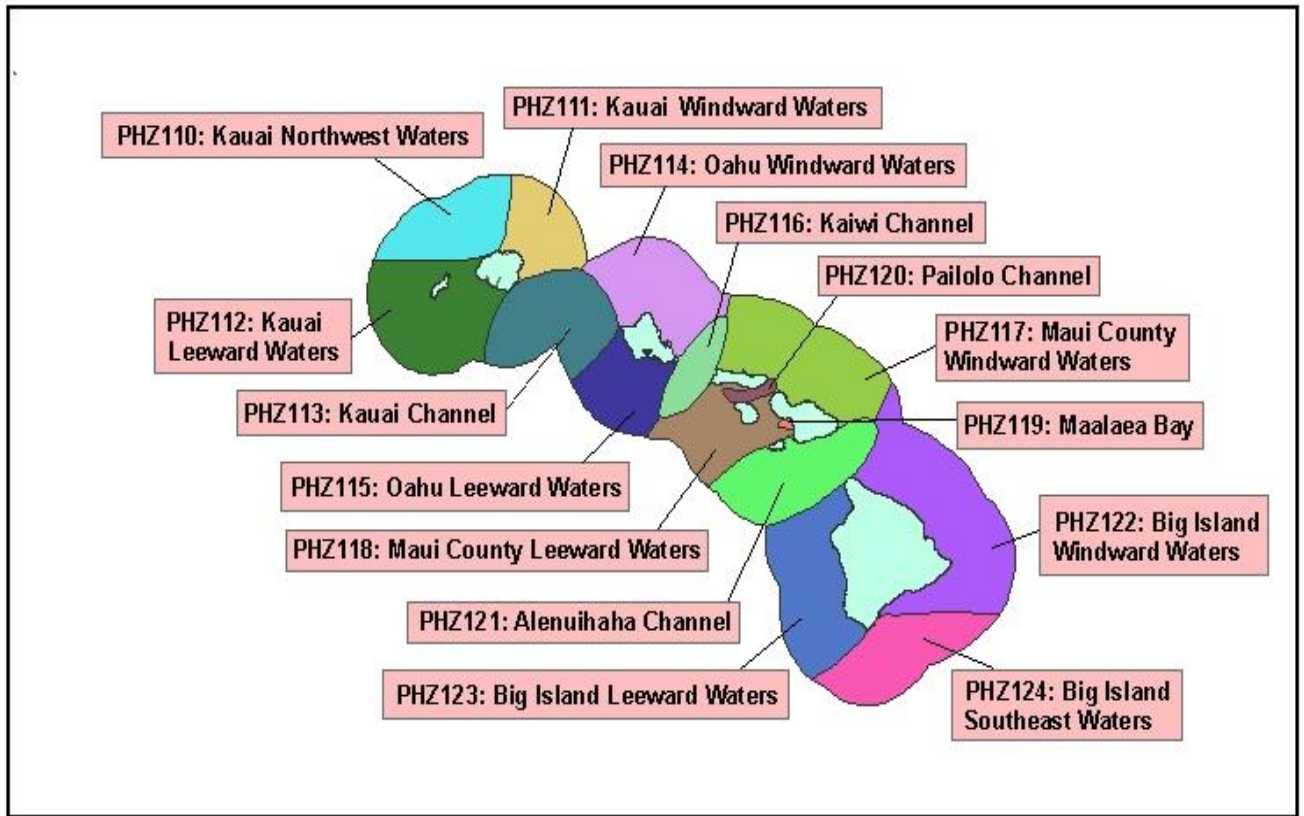 PHZ111: Kauai Windward Waters
PHZ110: Kauai Northwest Waters
PHZ114: Oahu Windward Waters
PHZ116: Kaiwi Channel
PHZ120: Pailolo Channel
PHZ112: Kauai
Leeward Waters
PHZ117: Maui County
Windward Waters
PHZ113: Kauai Channel
PHZ119: Maalaea Bay
PHZ115: Oahu Leeward Waters
PHZ118: Maui County Leeward Waters
PHZ122: Big Island
Windward Waters
PHZ121: Alenuihaha Channel
PHZ123: Big Island Leeward Waters
PHZ124: Big Island
Southeast Waters